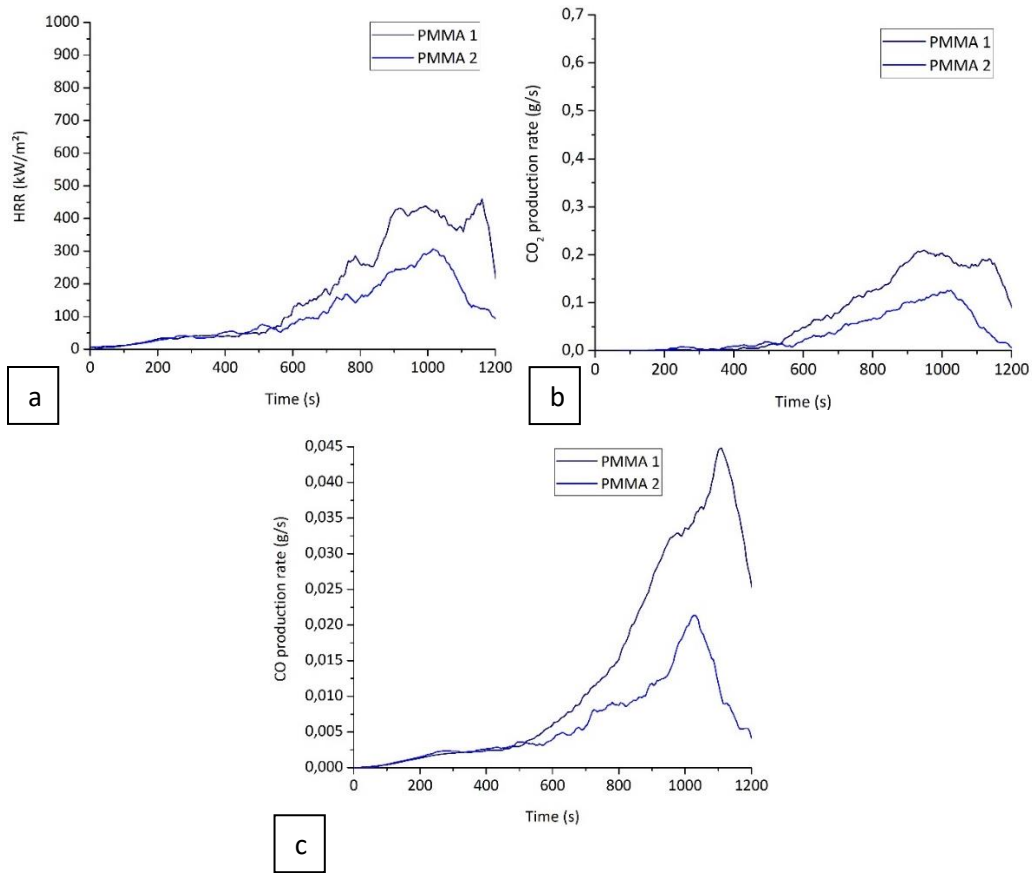 1000
900
800
700
600
500
400
300
200
100
0
HRR (kW/m²)
PMMA 1
PMMA 2
0 200 400 600 800 1000 1200
Time (s)
a
0,7
0,6
0,5
0,4
0,3
0,2
0,1
0,0
CO₂ production rate (g/s)
PMMA 1
PMMA 2
0 200 400 600 800 1000 1200
Time (s)
b
0,045
0,040
0,035
0,030
0,025
0,020
0,015
0,010
0,005
0,000
CO production rate (g/s)
PMMA 1
PMMA 2
0 200 400 600 800 1000 1200
Time (s)
c